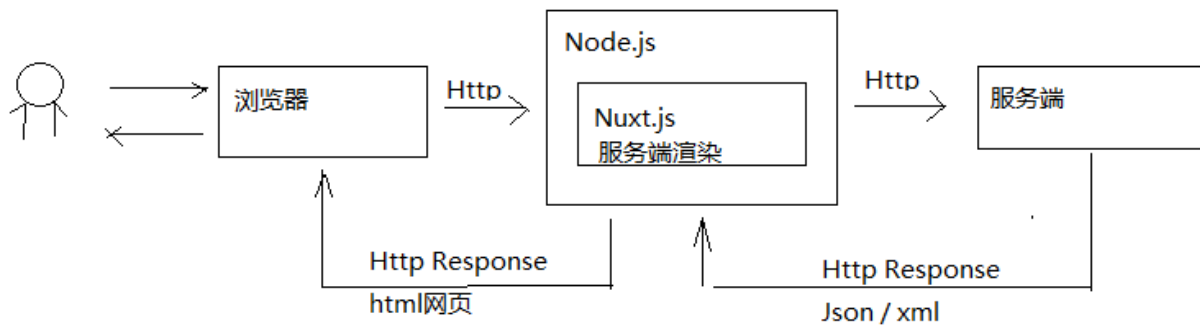 浏览器
Http
Node.js
Nuxt.js
服务端渲染
Http
服务端
Http Response
html网页
Http Response
Json / xml